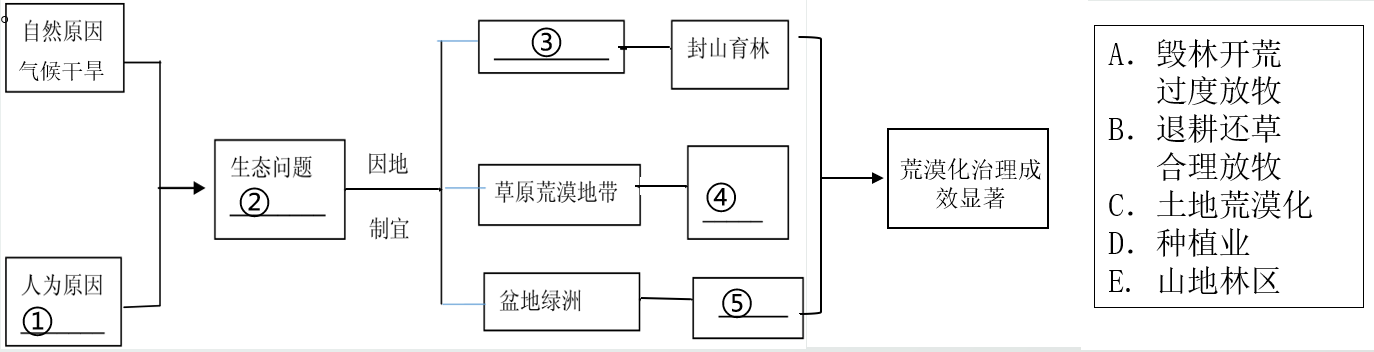 自然原因
气候干旱
人为原因
①
生态问题
②
因地
制宜
③
封山育林
草原荒漠地带
④
盆地绿洲
⑤
荒漠化治理成
效显著
A. 毁林开荒
过度放牧
B. 退耕还草
合理放牧
C. 土地荒漠化
D. 种植业
E. 山地林区